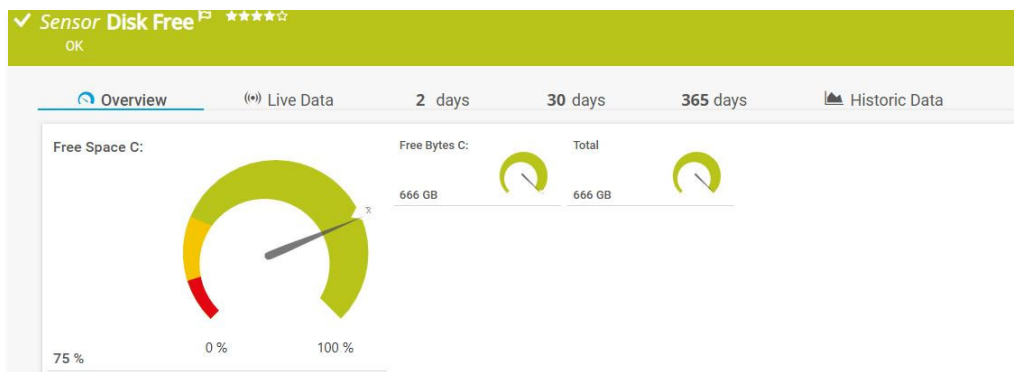 Sensor Disk Free
OK
Overview
Live Data
2 days
30 days
365 days
Historic Data
Free Space C:
Free Bytes C:
Total
666 GB
666 GB
0 %
100 %
75 %